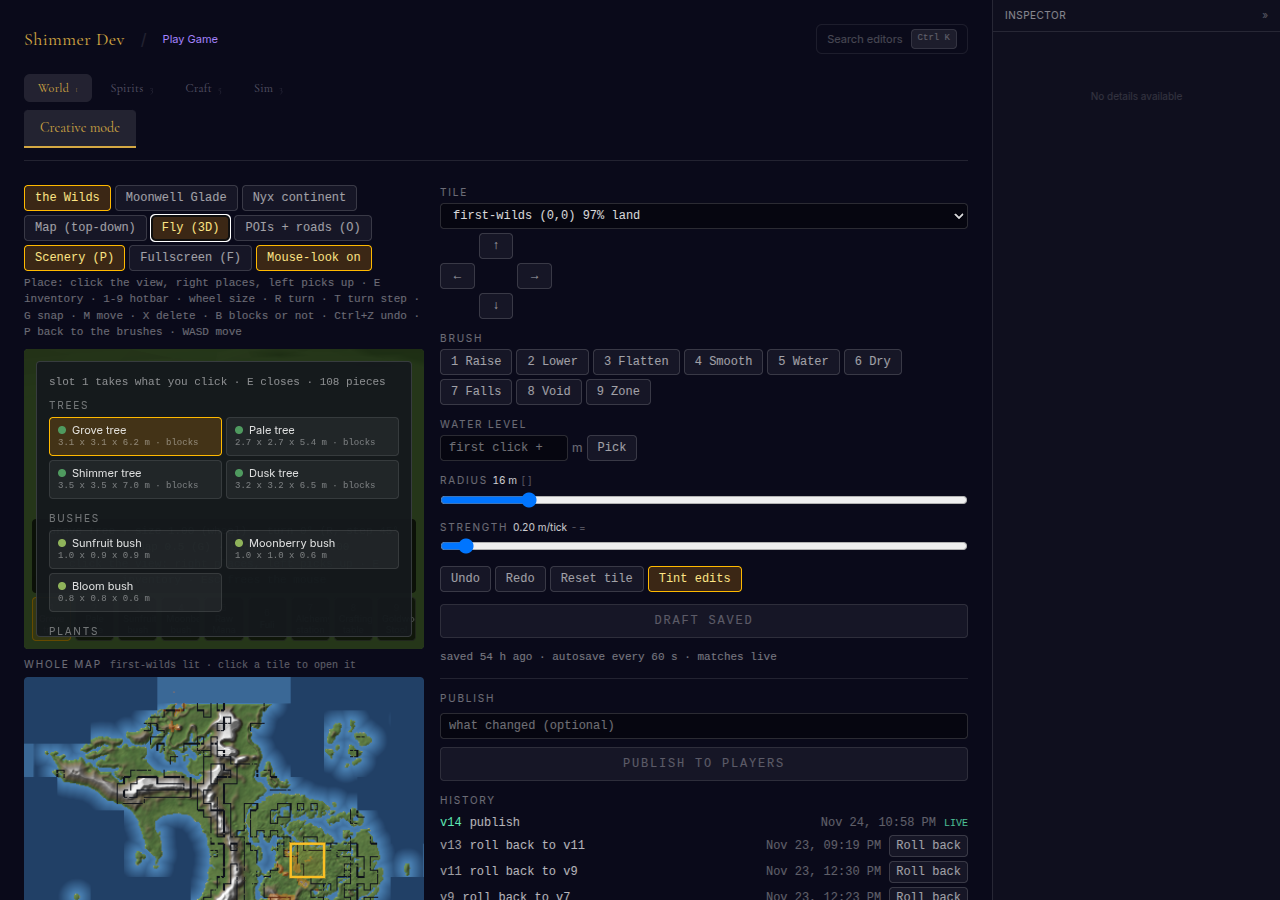 Shimmer Dev / Play Game
Search editors Ctrl K
INSPECTOR »
World Spirits Craft Sim
Creative mode
No details available
the Wilds Moonwell Glade Nyx continent
Map (top-down) Fly (3D) POIs + roads (O)
Scenery (P) Fullscreen (F) Mouse-look on
Place: click the view, right places, left picks up · E
inventory · 1-9 hotbar · wheel size · R turn · T turn step ·
G snap · M move · X delete · B blocks or not · Ctrl+Z undo ·
P back to the brushes · WASD move
slot 1 takes what you click · E closes · 108 pieces
TREES
Grove tree
3.1 x 3.1 x 6.2 m · blocks
Pale tree
2.7 x 2.7 x 5.4 m · blocks
Shimmer tree
3.5 x 3.5 x 7.0 m · blocks
Dusk tree
3.2 x 3.2 x 6.5 m · blocks
BUSHES
Sunfruit bush
1.0 x 0.9 x 0.9 m
Moonberry bush
1.0 x 1.0 x 0.6 m
Bloom bush
0.8 x 0.8 x 0.6 m
PLANTS
WHOLE MAP first-wilds lit · click a tile to open it
TILE
first-wilds (0,0) 97% land
↑
← →
↓
BRUSH
1 Raise 2 Lower 3 Flatten 4 Smooth 5 Water 6 Dry
7 Falls 8 Void 9 Zone
WATER LEVEL
first click + m Pick
RADIUS 16 m [ ]
STRENGTH 0.20 m/tick - =
Undo Redo Reset tile Tint edits
DRAFT SAVED
saved 54 h ago · autosave every 60 s · matches live
PUBLISH
what changed (optional)
PUBLISH TO PLAYERS
HISTORY
v14 publish Nov 24, 10:58 PM LIVE
v13 roll back to v11 Nov 23, 09:19 PM Roll back
v11 roll back to v9 Nov 23, 12:30 PM Roll back
v9 roll back to v7 Nov 23, 12:23 PM Roll back